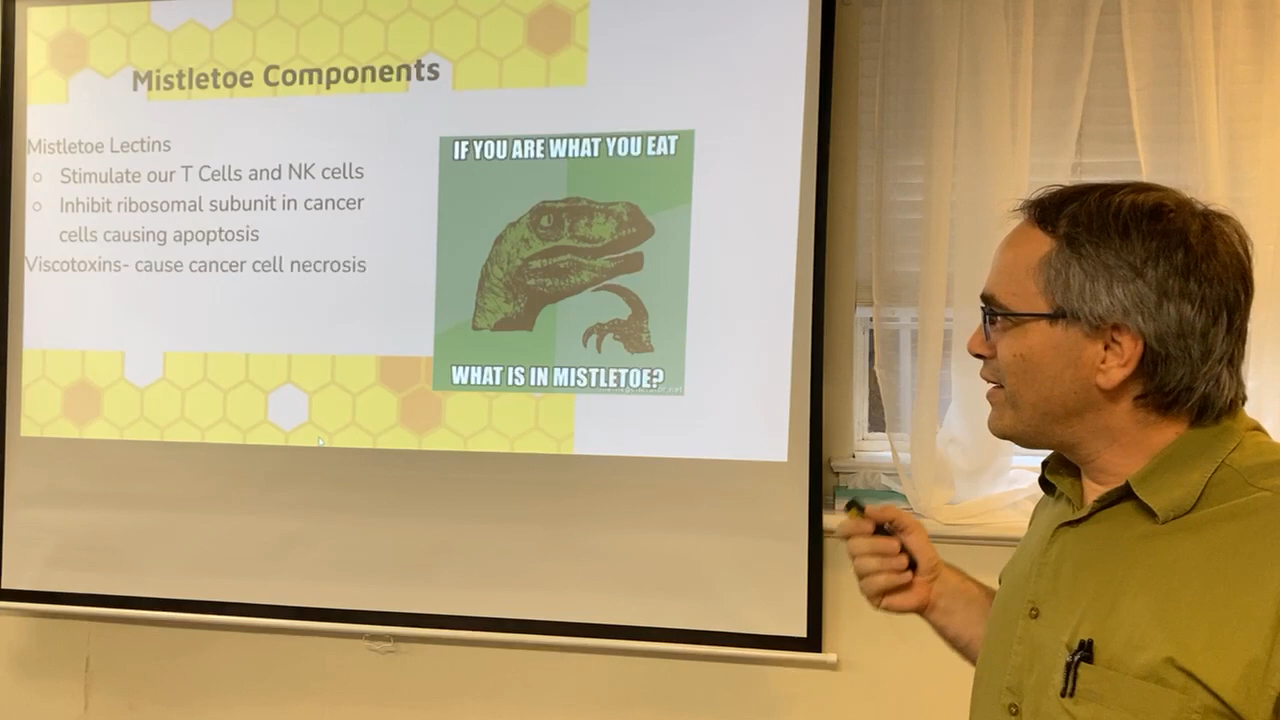 Mistletoe Components
Mistletoe Lectins
Stimulate our T Cells and NK cells
Inhibit ribosomal subunit in cancer
cells causing apoptosis
Viscotoxins- cause cancer cell necrosis
IF YOU ARE WHAT YOU EAT
WHAT IS IN MISTLETOE?